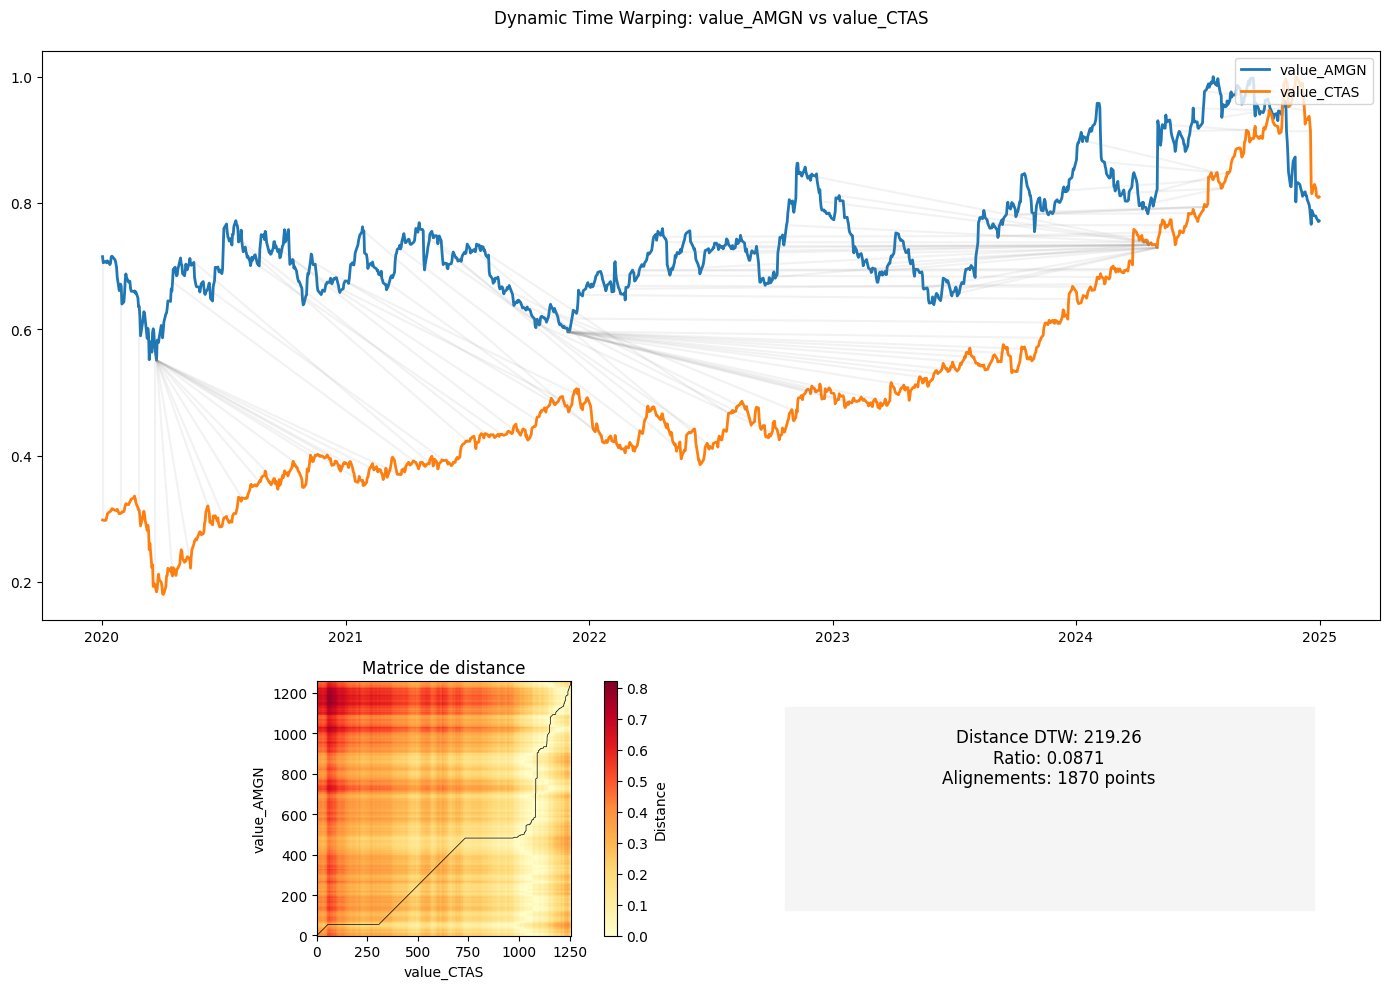 Dynamic Time Warping: value_AMGN vs value_CTAS
1.0
0.8
0.6
0.4
0.2
value_AMGN
value_CTAS
2020 2021 2022 2023 2024 2025
Matrice de distance
value_AMGN
1200
1000
800
600
400
200
0
0 250 500 750 1000 1250
value_CTAS
0.8
0.7
0.6
0.5
0.4
0.3
0.2
0.1
0.0
Distance
Distance DTW: 219.26
Ratio: 0.0871
Alignements: 1870 points